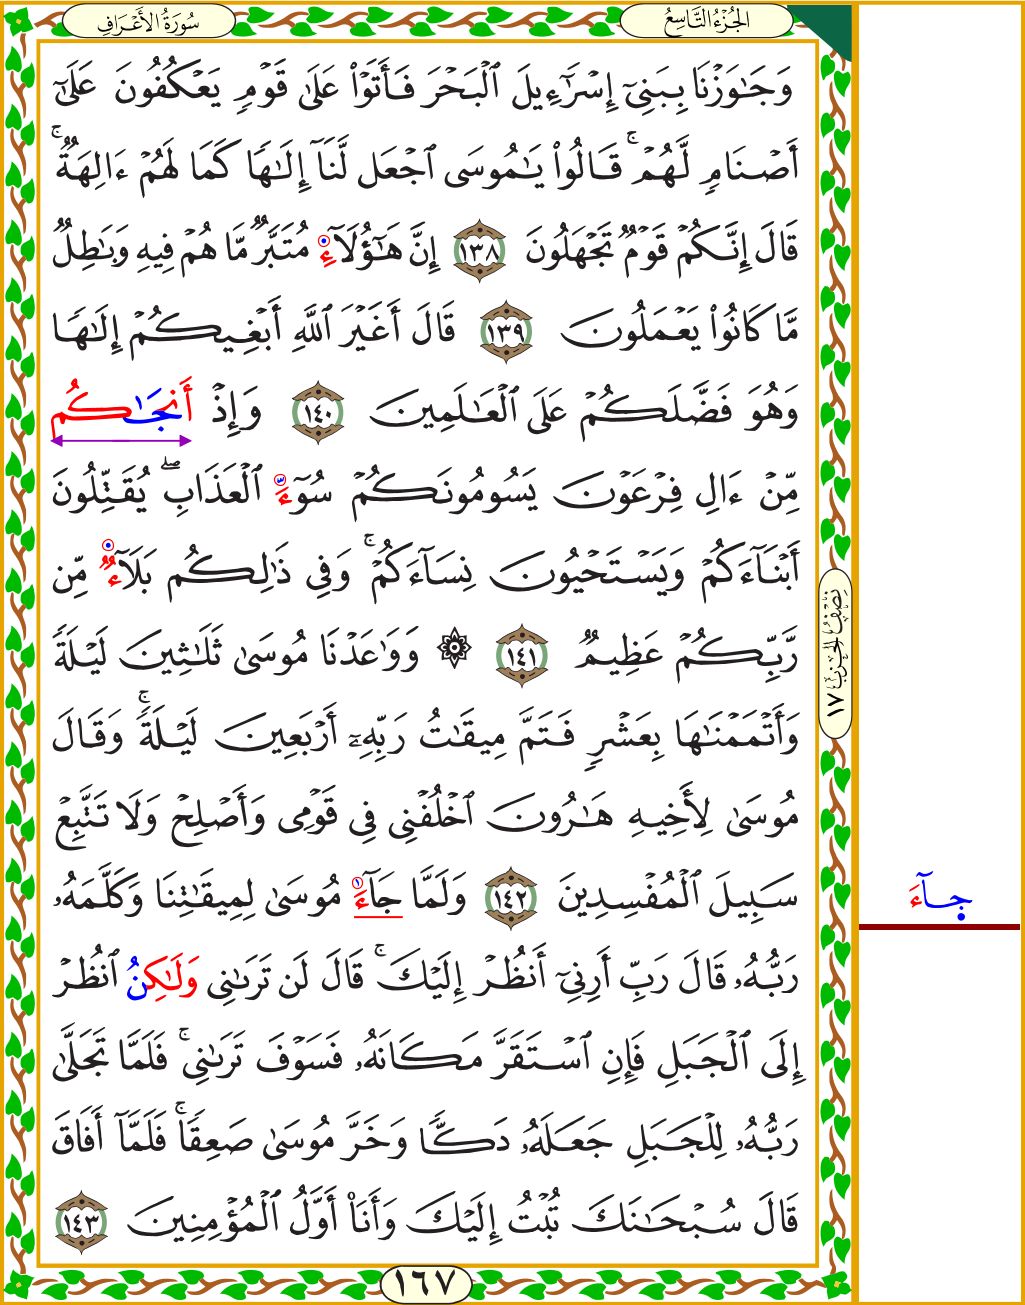 سُورَةُ الأَعْرَافِ
الجُزْءُ التَّاسِعُ
وَجَٰوَزْنَا بِبَنِىٓ إِسْرَٰٓءِيلَ ٱلْبَحْرَ فَأَتَوْا۟ عَلَىٰ قَوْمٍ يَعْكُفُونَ عَلَىٰٓ
أَصْنَامٍ لَّهُمْ ۚ قَالُوا۟ يَٰمُوسَى ٱجْعَل لَّنَآ إِلَٰهًا كَمَا لَهُمْ ءَالِهَةٌ ۚ
قَالَ إِنَّكُمْ قَوْمٌ تَجْهَلُونَ ١٣٨ إِنَّ هَٰٓؤُلَآءِ مُتَبَّرٌ مَّا هُمْ فِيهِ وَبَٰطِلٌ
مَّا كَانُوا۟ يَعْمَلُونَ ١٣٩ قَالَ أَغَيْرَ ٱللَّهِ أَبْغِيكُمْ إِلَٰهًا
وَهُوَ فَضَّلَكُمْ عَلَى ٱلْعَٰلَمِينَ ١٤٠ وَإِذْ أَنجَىٰكُم
مِّنْ ءَالِ فِرْعَوْنَ يَسُومُونَكُمْ سُوٓءَ ٱلْعَذَابِ ۖ يُقَتِّلُونَ
أَبْنَآءَكُمْ وَيَسْتَحْيُونَ نِسَآءَكُمْ ۚ وَفِى ذَٰلِكُم بَلَآءٌ مِّن
رَّبِّكُمْ عَظِيمٌ ١٤١ ۞ وَوَٰعَدْنَا مُوسَىٰ ثَلَٰثِينَ لَيْلَةً
وَأَتْمَمْنَٰهَا بِعَشْرٍ فَتَمَّ مِيقَٰتُ رَبِّهِۦٓ أَرْبَعِينَ لَيْلَةً ۚ وَقَالَ
مُوسَىٰ لِأَخِيهِ هَٰرُونَ ٱخْلُفْنِى فِى قَوْمِى وَأَصْلِحْ وَلَا تَتَّبِعْ
سَبِيلَ ٱلْمُفْسِدِينَ ١٤٢ وَلَمَّا جَآءَ مُوسَىٰ لِمِيقَٰتِنَا وَكَلَّمَهُۥ
رَبُّهُۥ قَالَ رَبِّ أَرِنِىٓ أَنظُرْ إِلَيْكَ ۚ قَالَ لَن تَرَىٰنِى وَلَٰكِنُ ٱنظُرْ
إِلَى ٱلْجَبَلِ فَإِنِ ٱسْتَقَرَّ مَكَانَهُۥ فَسَوْفَ تَرَىٰنِى ۚ فَلَمَّا تَجَلَّىٰ
رَبُّهُۥ لِلْجَبَلِ جَعَلَهُۥ دَكًّا وَخَرَّ مُوسَىٰ صَعِقًا ۚ فَلَمَّآ أَفَاقَ
قَالَ سُبْحَٰنَكَ تُبْتُ إِلَيْكَ وَأَنَا۠ أَوَّلُ ٱلْمُؤْمِنِينَ ١٤٣
نِصْفُ الحِزْبِ ١٧
جآءَ
١٦٧